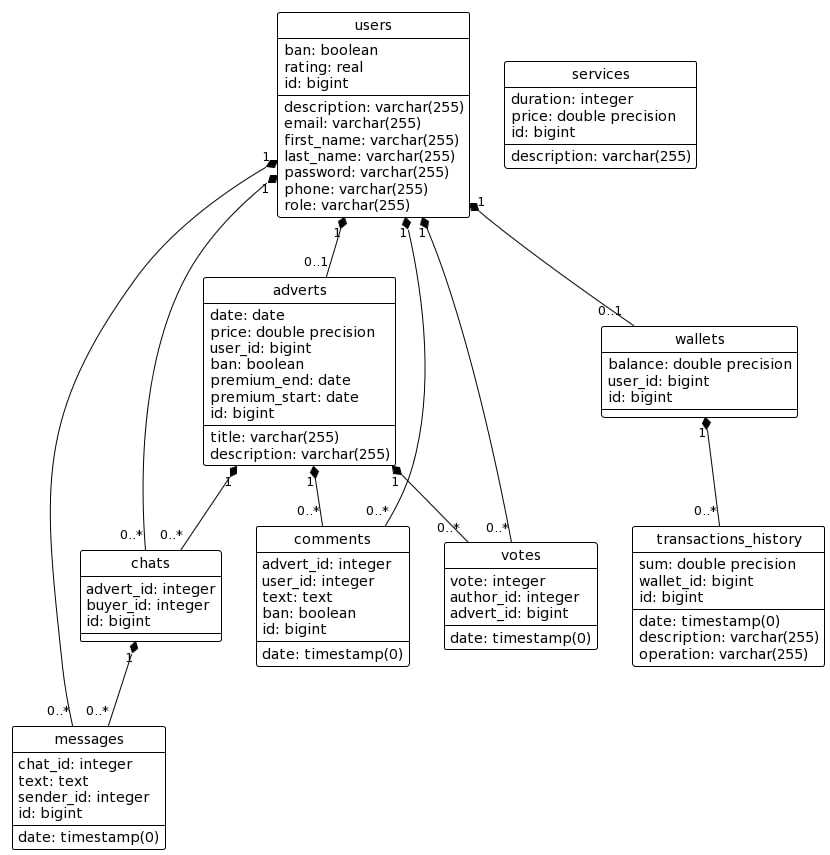 users
ban: boolean
rating: real
id: bigint
description: varchar(255)
email: varchar(255)
first_name: varchar(255)
last_name: varchar(255)
password: varchar(255)
phone: varchar(255)
role: varchar(255)
services
duration: integer
price: double precision
id: bigint
description: varchar(255)
1
1
1
1
1
1
0..1
0..1
adverts
date: date
price: double precision
user_id: bigint
ban: boolean
premium_end: date
premium_start: date
id: bigint
title: varchar(255)
description: varchar(255)
wallets
balance: double precision
user_id: bigint
id: bigint
1
1
1
1
0..*
0..*
0..*
0..*
0..*
0..*
0..*
chats
advert_id: integer
buyer_id: integer
id: bigint
comments
advert_id: integer
user_id: integer
text: text
ban: boolean
id: bigint
date: timestamp(0)
votes
vote: integer
author_id: integer
advert_id: bigint
date: timestamp(0)
transactions_history
sum: double precision
wallet_id: bigint
id: bigint
date: timestamp(0)
description: varchar(255)
operation: varchar(255)
1
0..*
0..*
messages
chat_id: integer
text: text
sender_id: integer
id: bigint
date: timestamp(0)